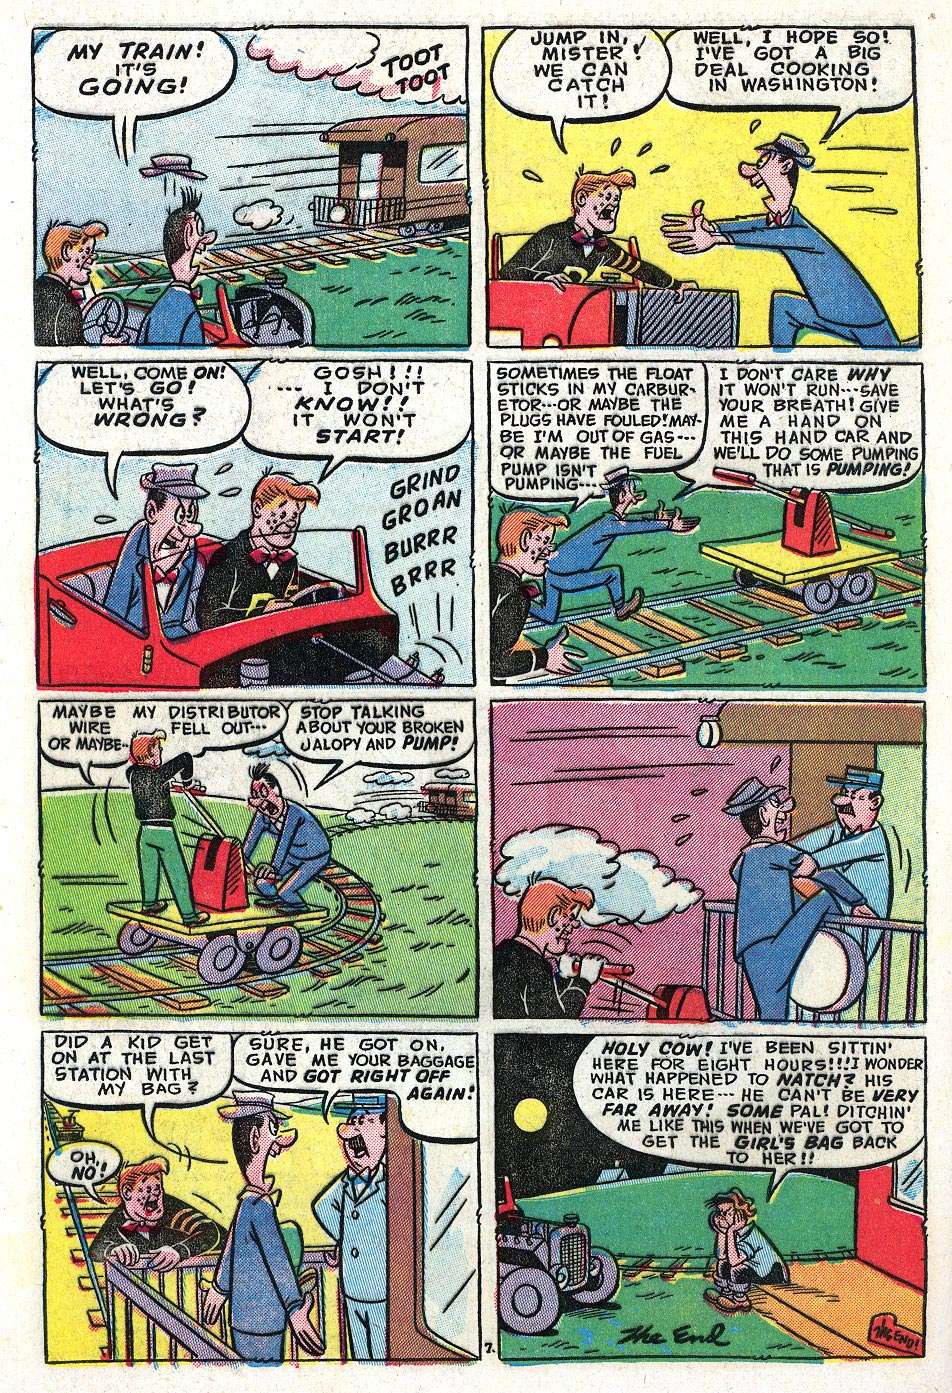 MY TRAIN!
IT'S
GOING!
TOOT
TOOT
JUMP IN,
MISTER!
WE CAN
CATCH
IT!
WELL, I HOPE SO!
I'VE GOT A BIG
DEAL COOKING
IN WASHINGTON!
WELL, COME ON!
LET'S GO!
WHAT'S
WRONG?
GOSH!!!
--- I DON'T
KNOW!!
IT WON'T
START!
GRIND
GROAN
BURRR
BRRR
SOMETIMES THE FLOAT
STICKS IN MY CARBUR-
ETOR---OR MAYBE THE
PLUGS HAVE FOULED! MAY-
BE I'M OUT OF GAS---
OR MAYBE THE FUEL
PUMP ISN'T
PUMPING---
I DON'T CARE WHY
IT WON'T RUN---SAVE
YOUR BREATH! GIVE
ME A HAND ON
THIS HAND CAR AND
WE'LL DO SOME PUMPING
THAT IS PUMPING!
MAYBE MY DISTRIBUTOR
WIRE FELL OUT---
OR MAYBE--
STOP TALKING
ABOUT YOUR BROKEN
JALOPY AND PUMP!
DID A KID GET
ON AT THE LAST
STATION WITH
MY BAG?
SURE, HE GOT ON,
GAVE ME YOUR BAGGAGE
AND GOT RIGHT OFF
AGAIN!
OH,
NO!
HOLY COW! I'VE BEEN SITTIN'
HERE FOR EIGHT HOURS!!! I WONDER
WHAT HAPPENED TO NATCH? HIS
CAR IS HERE--- HE CAN'T BE VERY
FAR AWAY! SOME PAL! DITCHIN'
ME LIKE THIS WHEN WE'VE GOT TO
GET THE GIRL'S BAG BACK
TO HER!!
The End
THE END!
7.